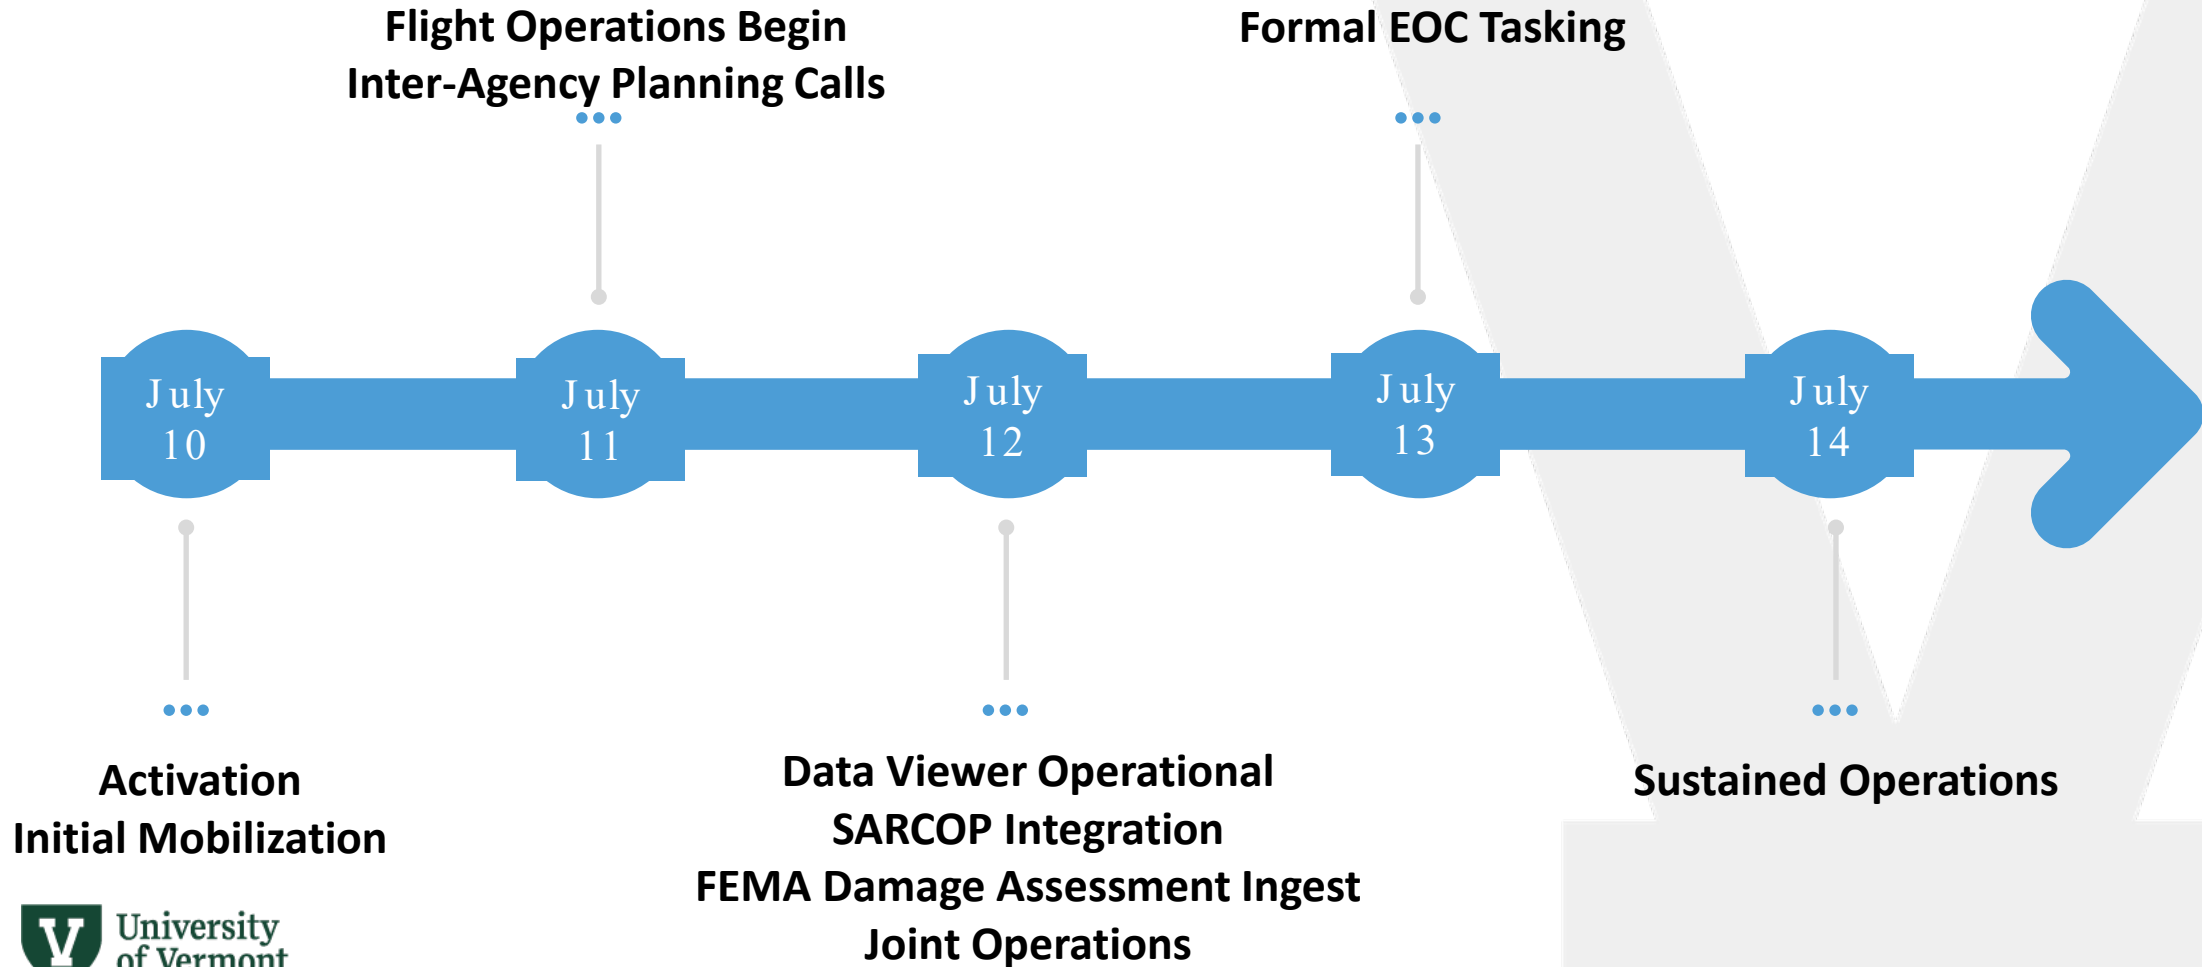 Flight Operations Begin
Inter-Agency Planning Calls
Formal EOC Tasking
July
10
July
11
July
12
July
13
July
14
Activation
Initial Mobilization
Data Viewer Operational
SARCOP Integration
FEMA Damage Assessment Ingest
Joint Operations
Sustained Operations
V
University
of Vermont